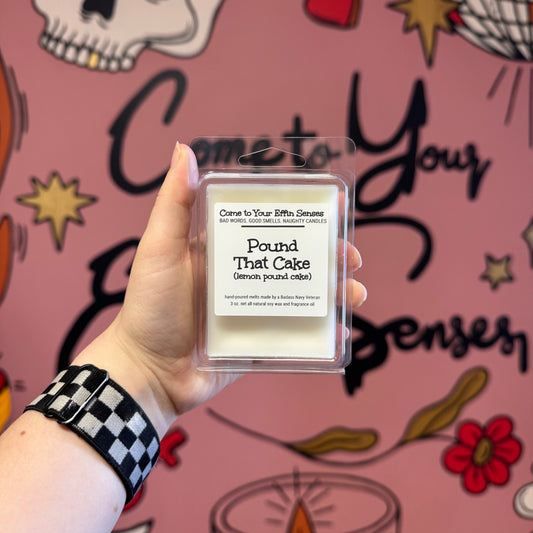 Come to Your
Senses,
Come to Your Effin Senses
BAD WORDS, GOOD SMELLS, NAUGHTY CANDLES
Pound
That Cake
(lemon pound cake)
hand-poured melts made by a Badass Navy Veteran
3 oz. net all natural soy wax and fragrance oil